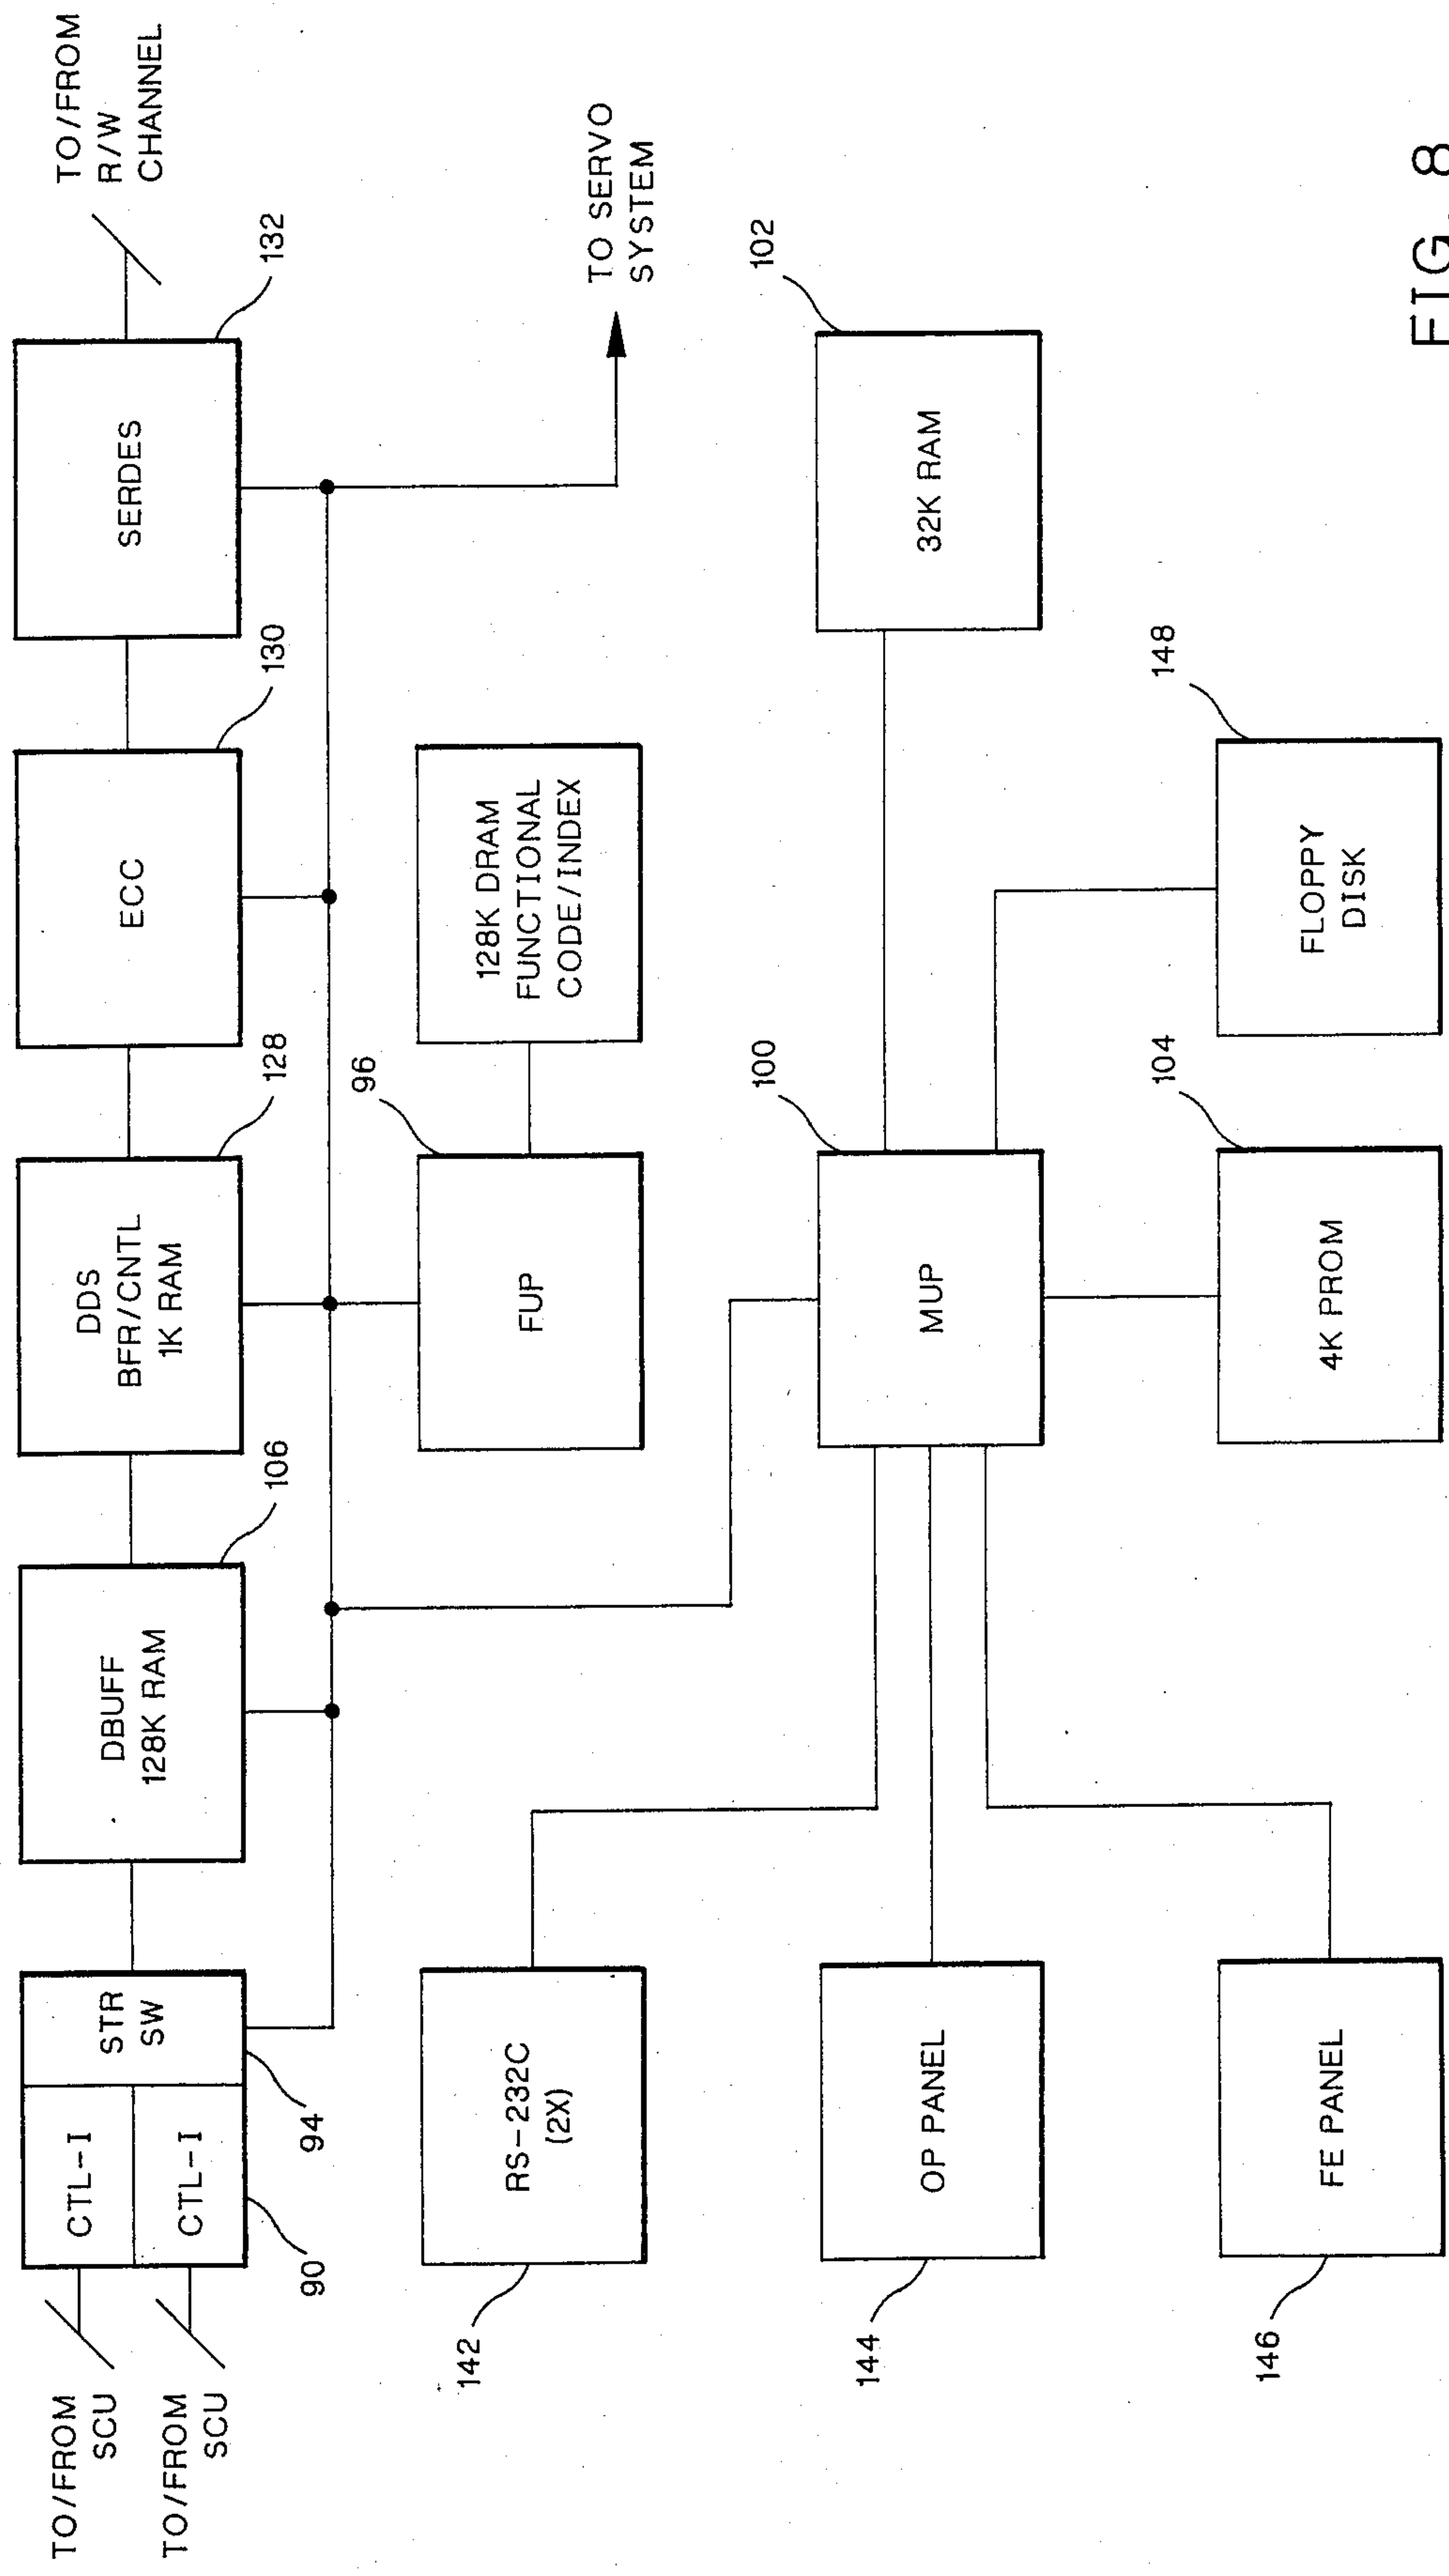 TO/FROM
SCU
TO/FROM
SCU
CTL-I
CTL-I
STR
SW
90
94
DBUFF
128K RAM
106
DDS
BFR/CNTL
1K RAM
128
ECC
130
SERDES
132
TO/FROM
R/W
CHANNEL
RS-232C
(2X)
142
FUP
96
128K DRAM
FUNCTIONAL
CODE/INDEX
TO SERVO
SYSTEM
OP PANEL
144
MUP
100
32K RAM
102
FE PANEL
146
4K PROM
104
FLOPPY
DISK
148
FIG. 8